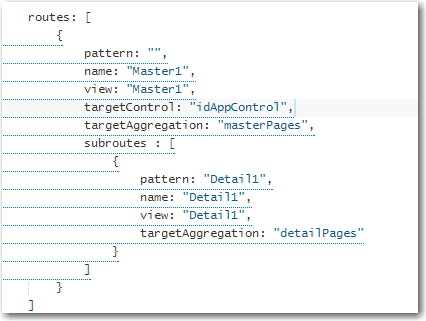 routes: [
{
pattern: "",
name: "Master1",
view: "Master1",
targetControl: "idAppControl",
targetAggregation: "masterPages",
subroutes : [
{
pattern: "Detail1",
name: "Detail1",
view: "Detail1",
targetAggregation: "detailPages"
}
]
}
]